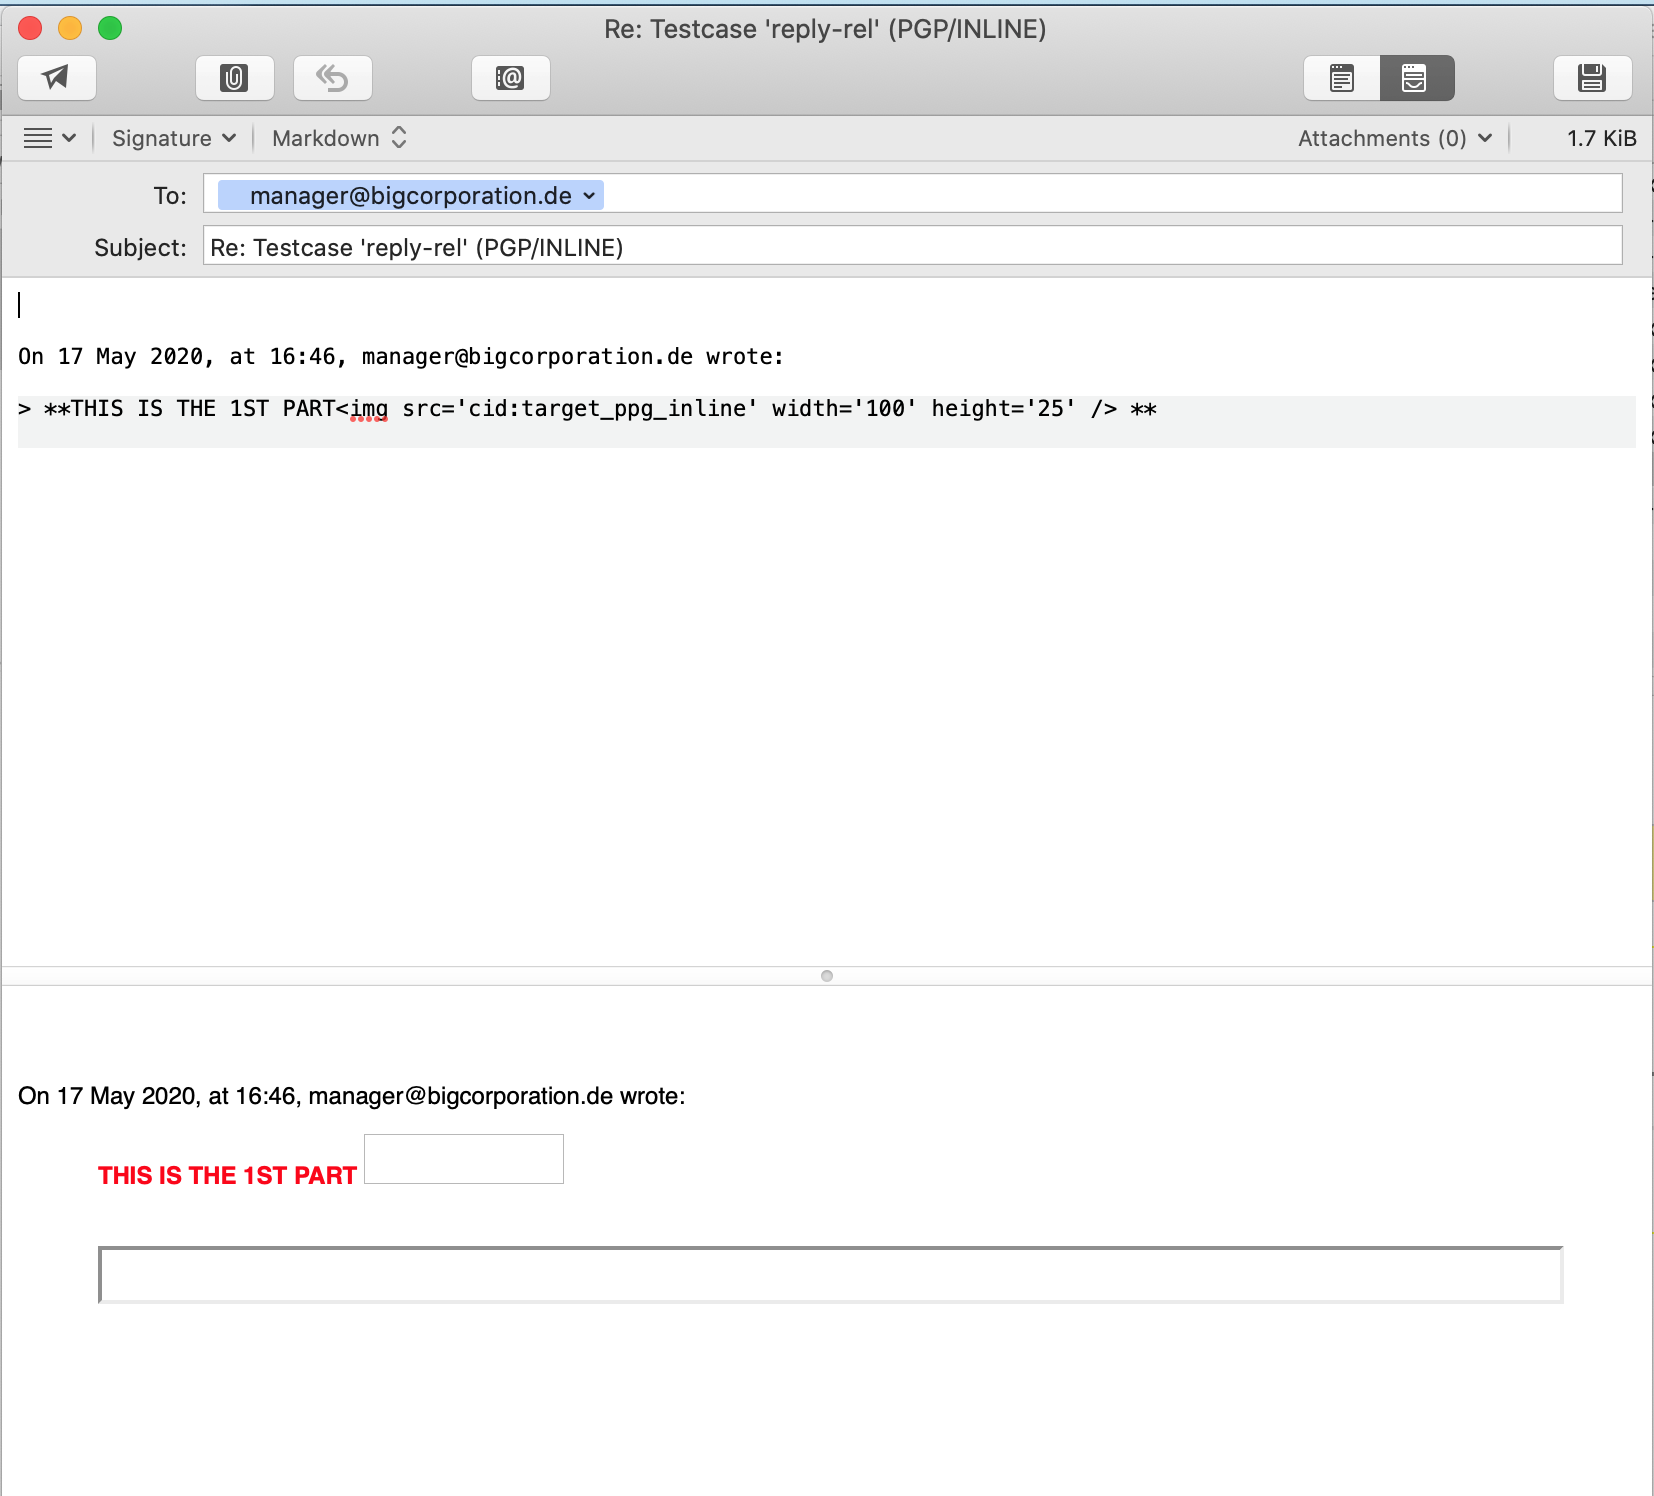 Re: Testcase 'reply-rel' (PGP/INLINE)
Signature Markdown Attachments (0) 1.7 KiB
To: manager@bigcorporation.de
Subject: Re: Testcase 'reply-rel' (PGP/INLINE)
On 17 May 2020, at 16:46, manager@bigcorporation.de wrote:
> **THIS IS THE 1ST PART<img src='cid:target_ppg_inline' width='100' height='25' /> **
On 17 May 2020, at 16:46, manager@bigcorporation.de wrote:
THIS IS THE 1ST PART